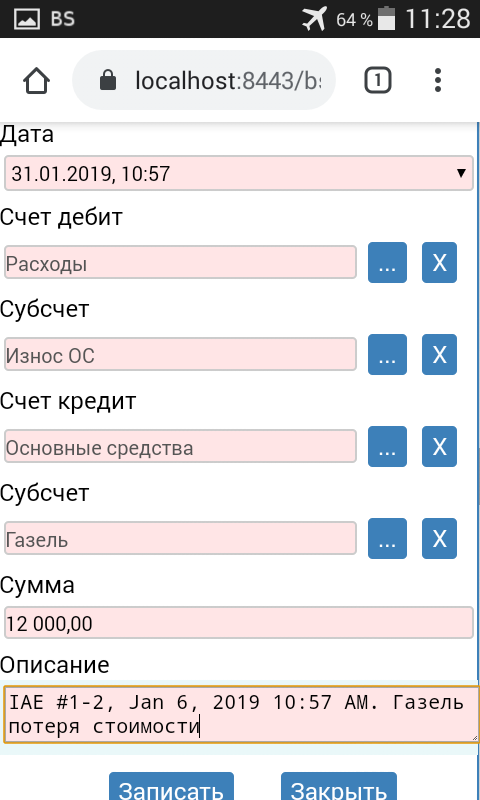 BS 64 % 11:28
localhost:8443/bs 1
Дата
31.01.2019, 10:57
Счет дебит
Расходы ... X
Субсчет
Износ ОС ... X
Счет кредит
Основные средства ... X
Субсчет
Газель ... X
Сумма
12 000,00
Описание
IAE #1-2, Jan 6, 2019 10:57 AM. Газель
потеря стоимости
Записать Закрыть